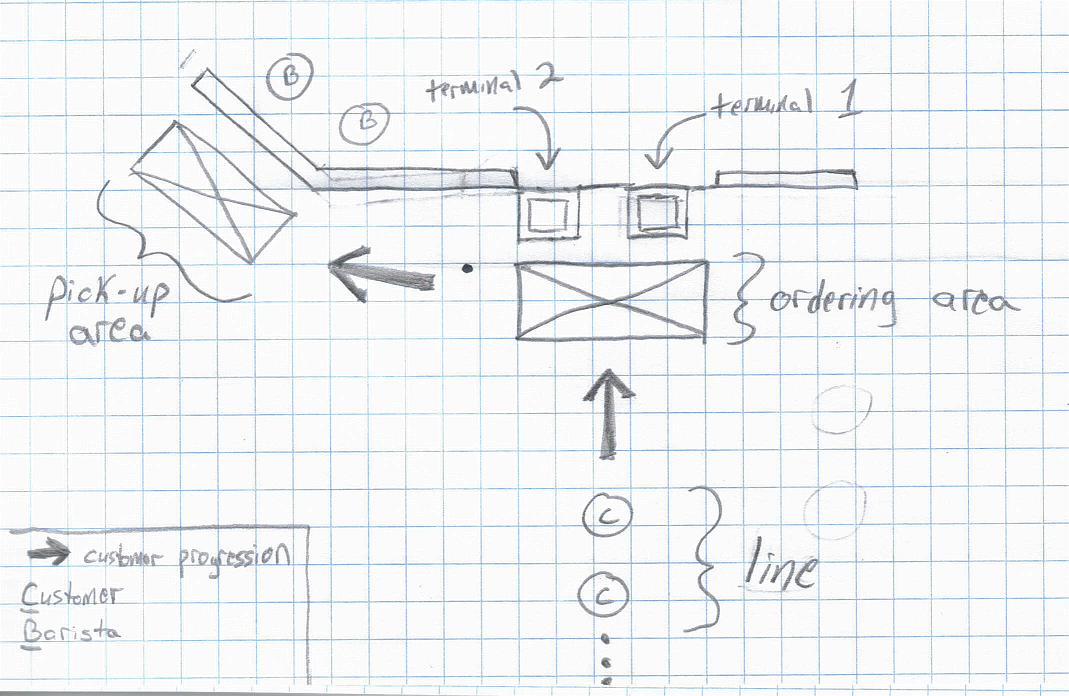 B
B
terminal 2
terminal 1
pick-up
area
ordering area
C
C
line
customer progression
Customer
Barista